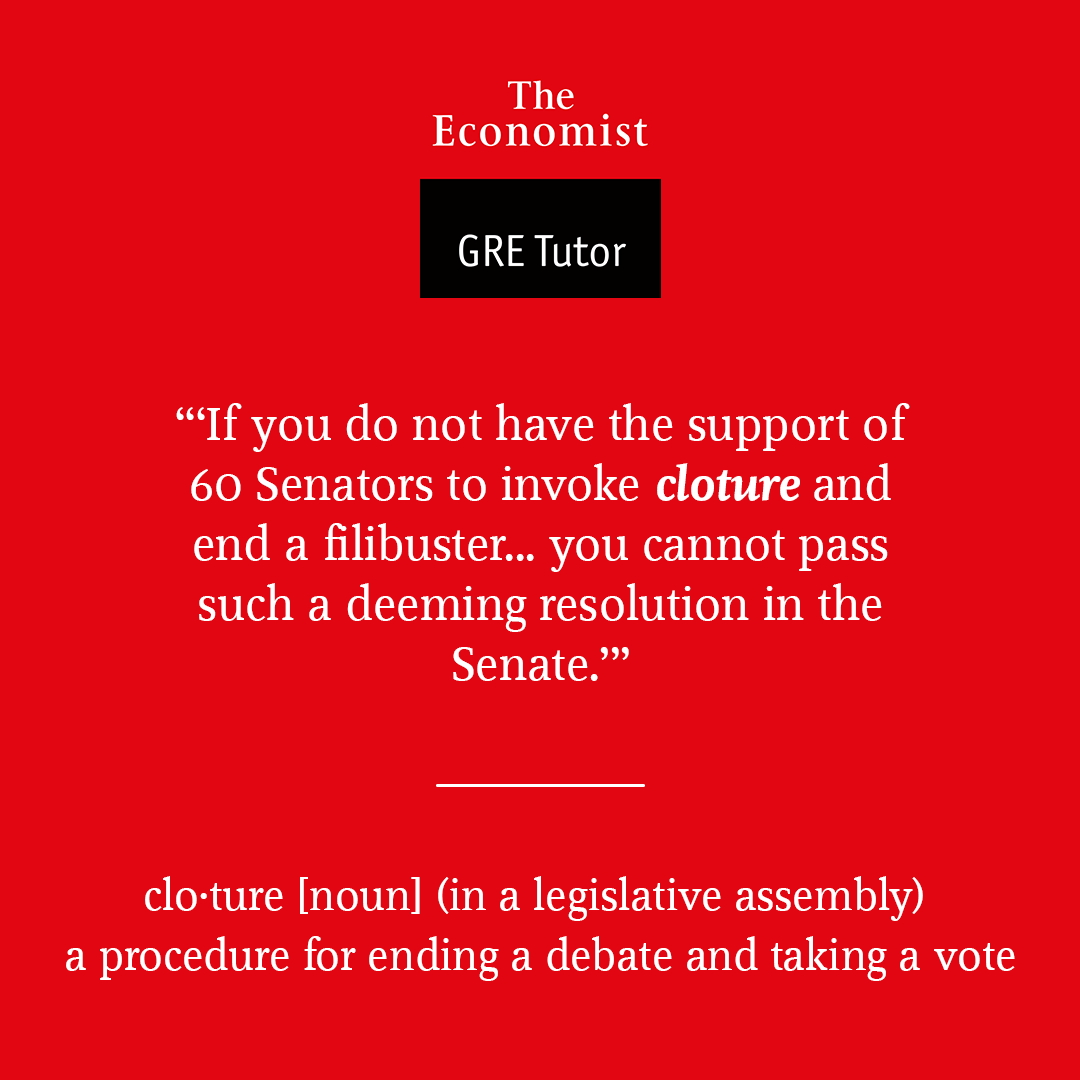 The
Economist
GRE Tutor
“‘If you do not have the support of
60 Senators to invoke cloture and
end a filibuster... you cannot pass
such a deeming resolution in the
Senate.’”
clo·ture [noun] (in a legislative assembly)
a procedure for ending a debate and taking a vote